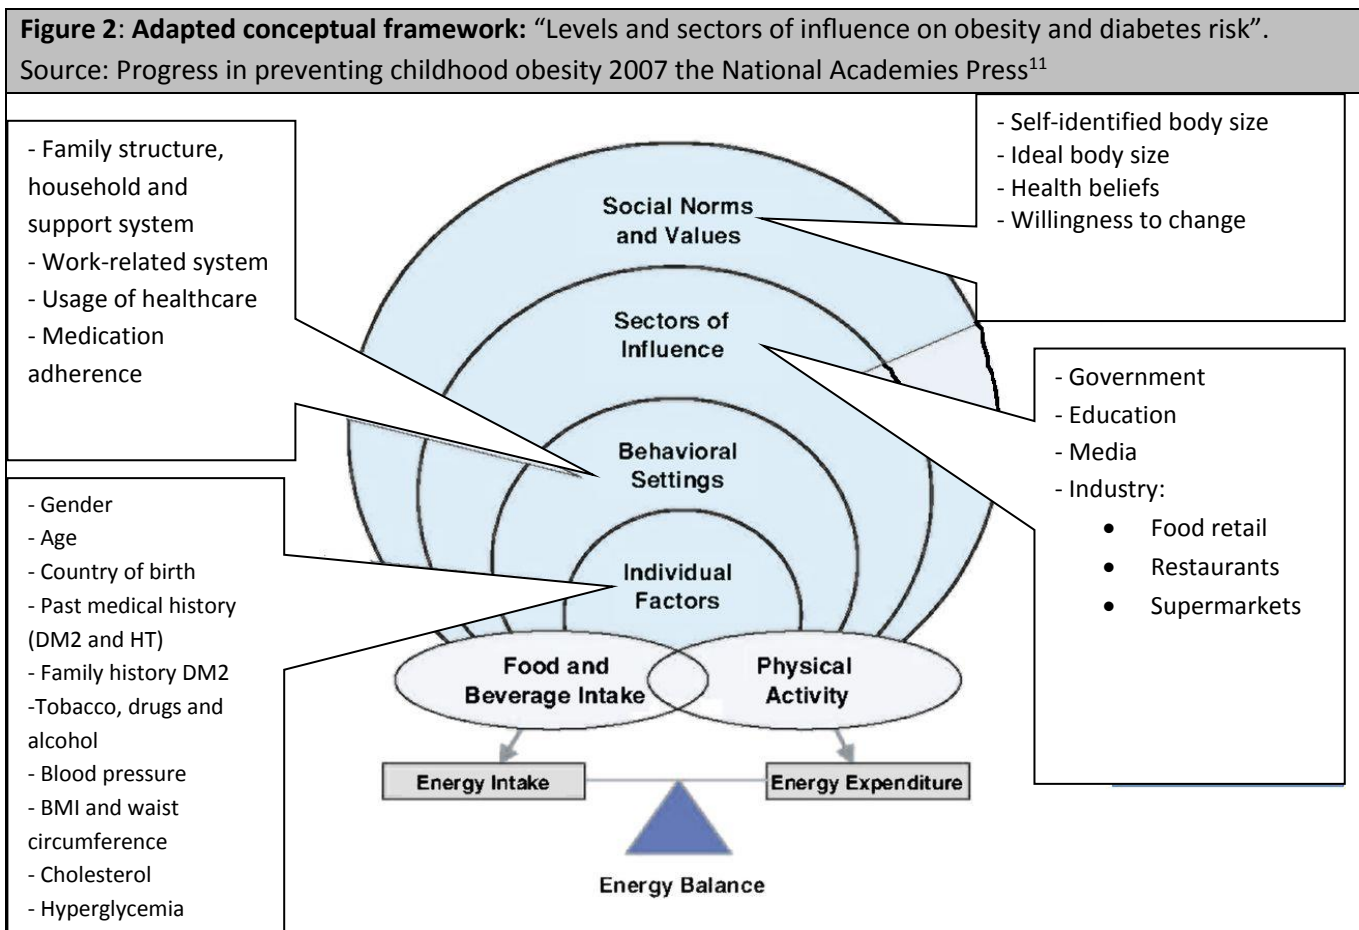 Figure 2: Adapted conceptual framework: “Levels and sectors of influence on obesity and diabetes risk”.
Source: Progress in preventing childhood obesity 2007 the National Academies Press11
- Family structure,
household and
support system
- Work-related system
- Usage of healthcare
- Medication
adherence
- Self-identified body size
- Ideal body size
- Health beliefs
- Willingness to change
Social Norms
and Values
Sectors of
Influence
- Government
- Education
- Media
- Industry:
• Food retail
• Restaurants
• Supermarkets
Behavioral
Settings
- Gender
- Age
- Country of birth
- Past medical history
(DM2 and HT)
- Family history DM2
-Tobacco, drugs and
alcohol
- Blood pressure
- BMI and waist
circumference
- Cholesterol
- Hyperglycemia
Individual
Factors
Food and
Beverage Intake
Physical
Activity
Energy Intake
Energy Expenditure
Energy Balance